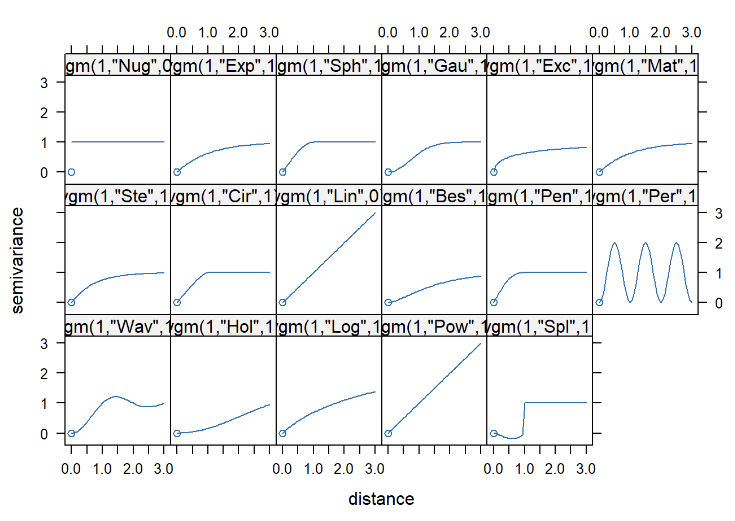 0.0 1.0 2.0 3.0 0.0 1.0 2.0 3.0 0.0 1.0 2.0 3.0
gm(1,"Nug",0 gm(1,"Exp",1 gm(1,"Sph",1 gm(1,"Gau",1 gm(1,"Exc",1 gm(1,"Mat",1
3
2
1
0
vgm(1,"Ste",1 vgm(1,"Cir",1 vgm(1,"Lin",0 gm(1,"Bes",1 gm(1,"Pen",1 gm(1,"Per",1
3
2
1
0
gm(1,"Wav",1 gm(1,"Hol",1 gm(1,"Log",1 gm(1,"Pow",1 gm(1,"Spl",1
3
2
1
0
0.0 1.0 2.0 3.0 0.0 1.0 2.0 3.0 0.0 1.0 2.0 3.0
distance
semivariance